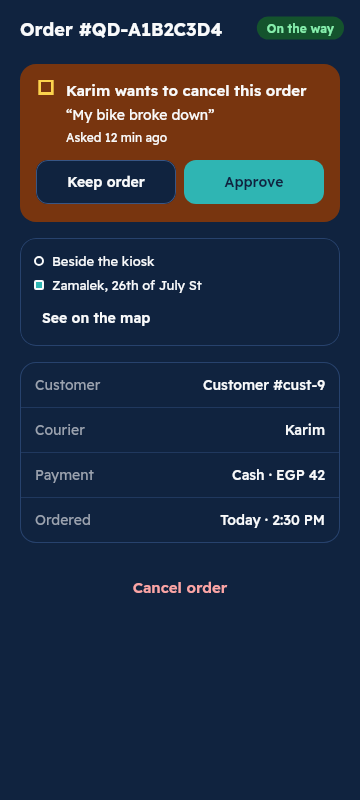 Order #QD-A1B2C3D4
On the way
Karim wants to cancel this order
“My bike broke down”
Asked 12 min ago
Keep order
Approve
Beside the kiosk
Zamalek, 26th of July St
See on the map
Customer
Customer #cust-9
Courier
Karim
Payment
Cash · EGP 42
Ordered
Today · 2:30 PM
Cancel order